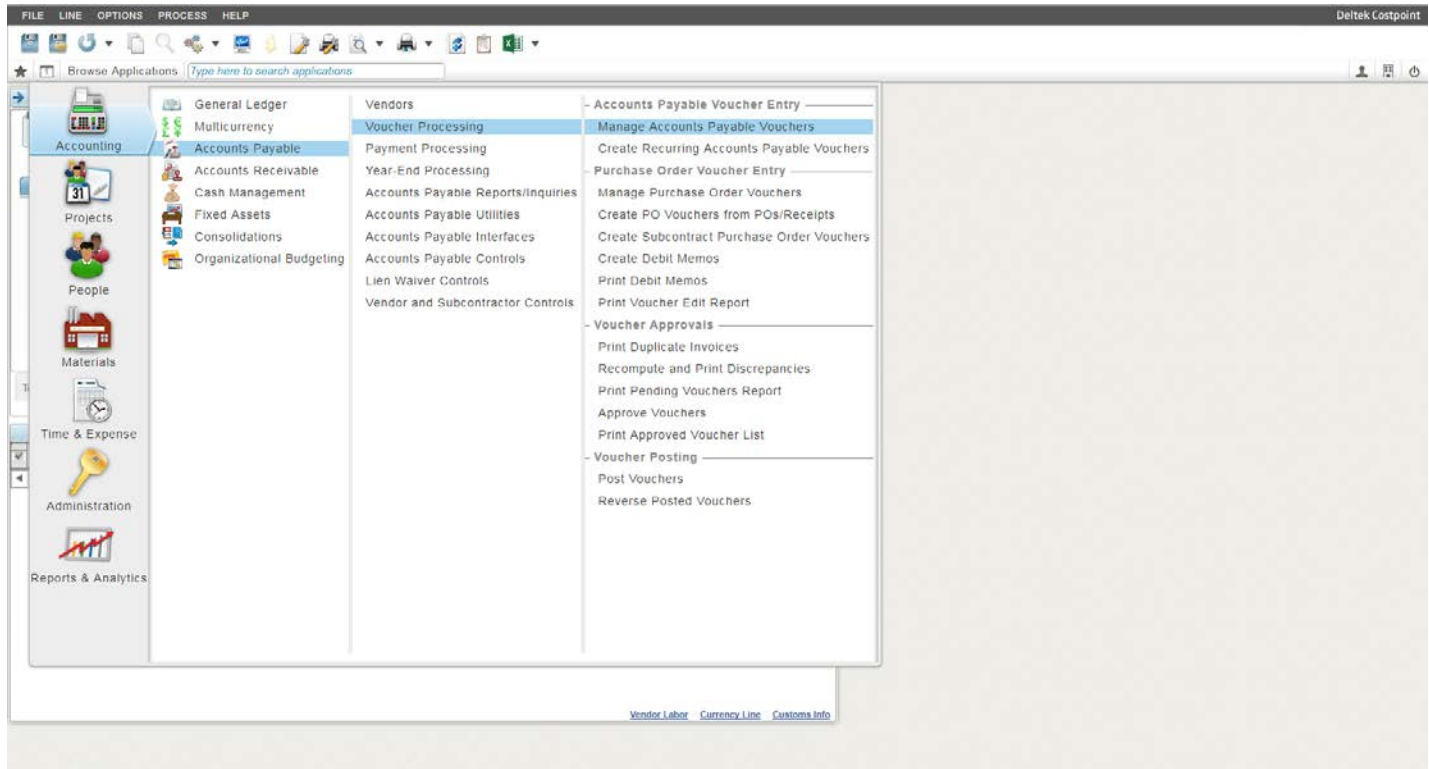 FILE LINE OPTIONS PROCESS HELP Deltek Costpoint
Browse Applications Type here to search applications
Accounting
Projects
People
Materials
Time & Expense
Administration
Reports & Analytics
General Ledger
Multicurrency
Accounts Payable
Accounts Receivable
Cash Management
Fixed Assets
Consolidations
Organizational Budgeting
Vendors
Voucher Processing
Payment Processing
Year-End Processing
Accounts Payable Reports/Inquiries
Accounts Payable Utilities
Accounts Payable Interfaces
Accounts Payable Controls
Lien Waiver Controls
Vendor and Subcontractor Controls
Accounts Payable Voucher Entry
Manage Accounts Payable Vouchers
Create Recurring Accounts Payable Vouchers
Purchase Order Voucher Entry
Manage Purchase Order Vouchers
Create PO Vouchers from POs/Receipts
Create Subcontract Purchase Order Vouchers
Create Debit Memos
Print Debit Memos
Print Voucher Edit Report
Voucher Approvals
Print Duplicate Invoices
Recompute and Print Discrepancies
Print Pending Vouchers Report
Approve Vouchers
Print Approved Voucher List
Voucher Posting
Post Vouchers
Reverse Posted Vouchers
Vendor Labor Currency Line Customs Info